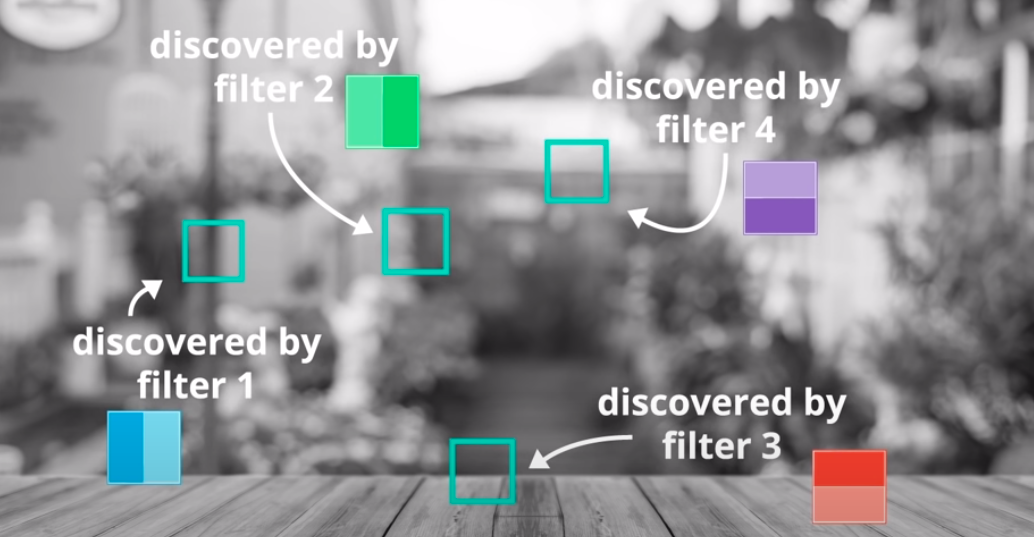 discovered by
filter 2
discovered by
filter 4
discovered by
filter 1
discovered by
filter 3